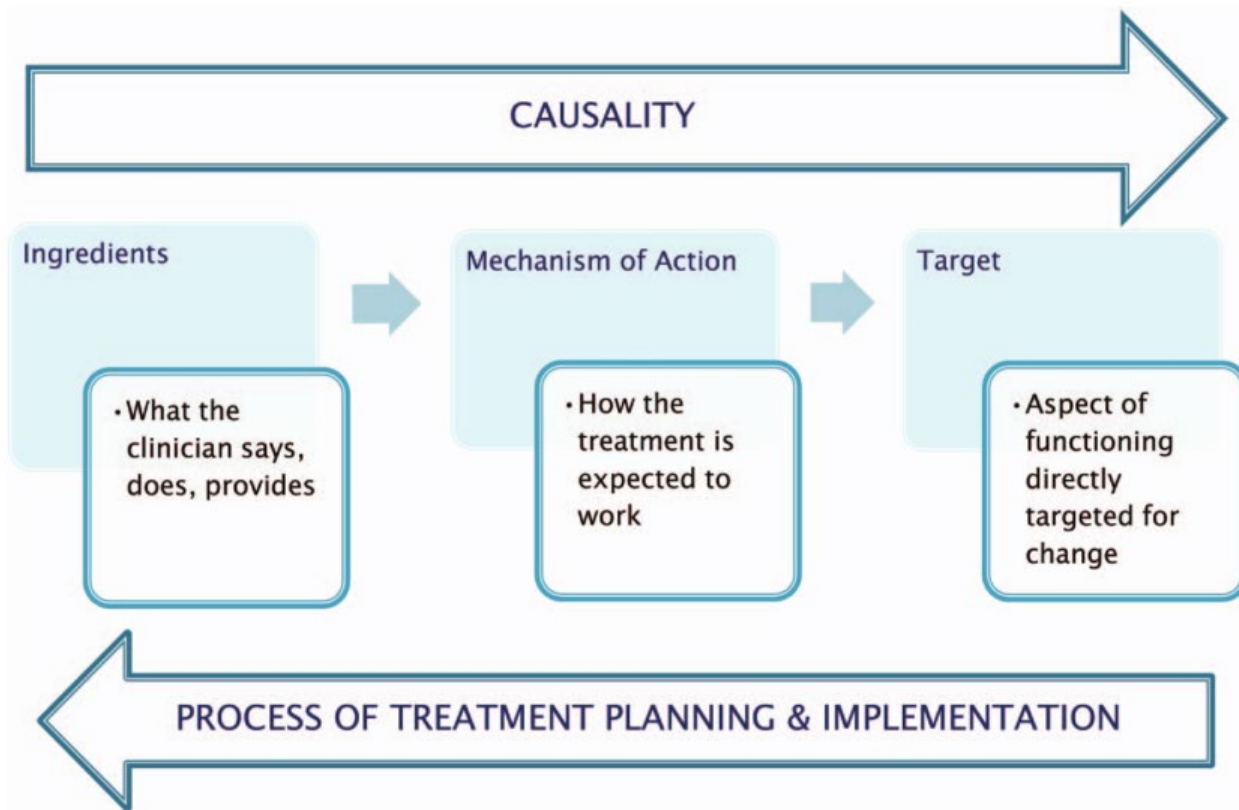 CAUSALITY
Ingredients
·What the
clinician says,
does, provides
Mechanism of Action
·How the
treatment is
expected to
work
Target
·Aspect of
functioning
directly
targeted for
change
PROCESS OF TREATMENT PLANNING & IMPLEMENTATION